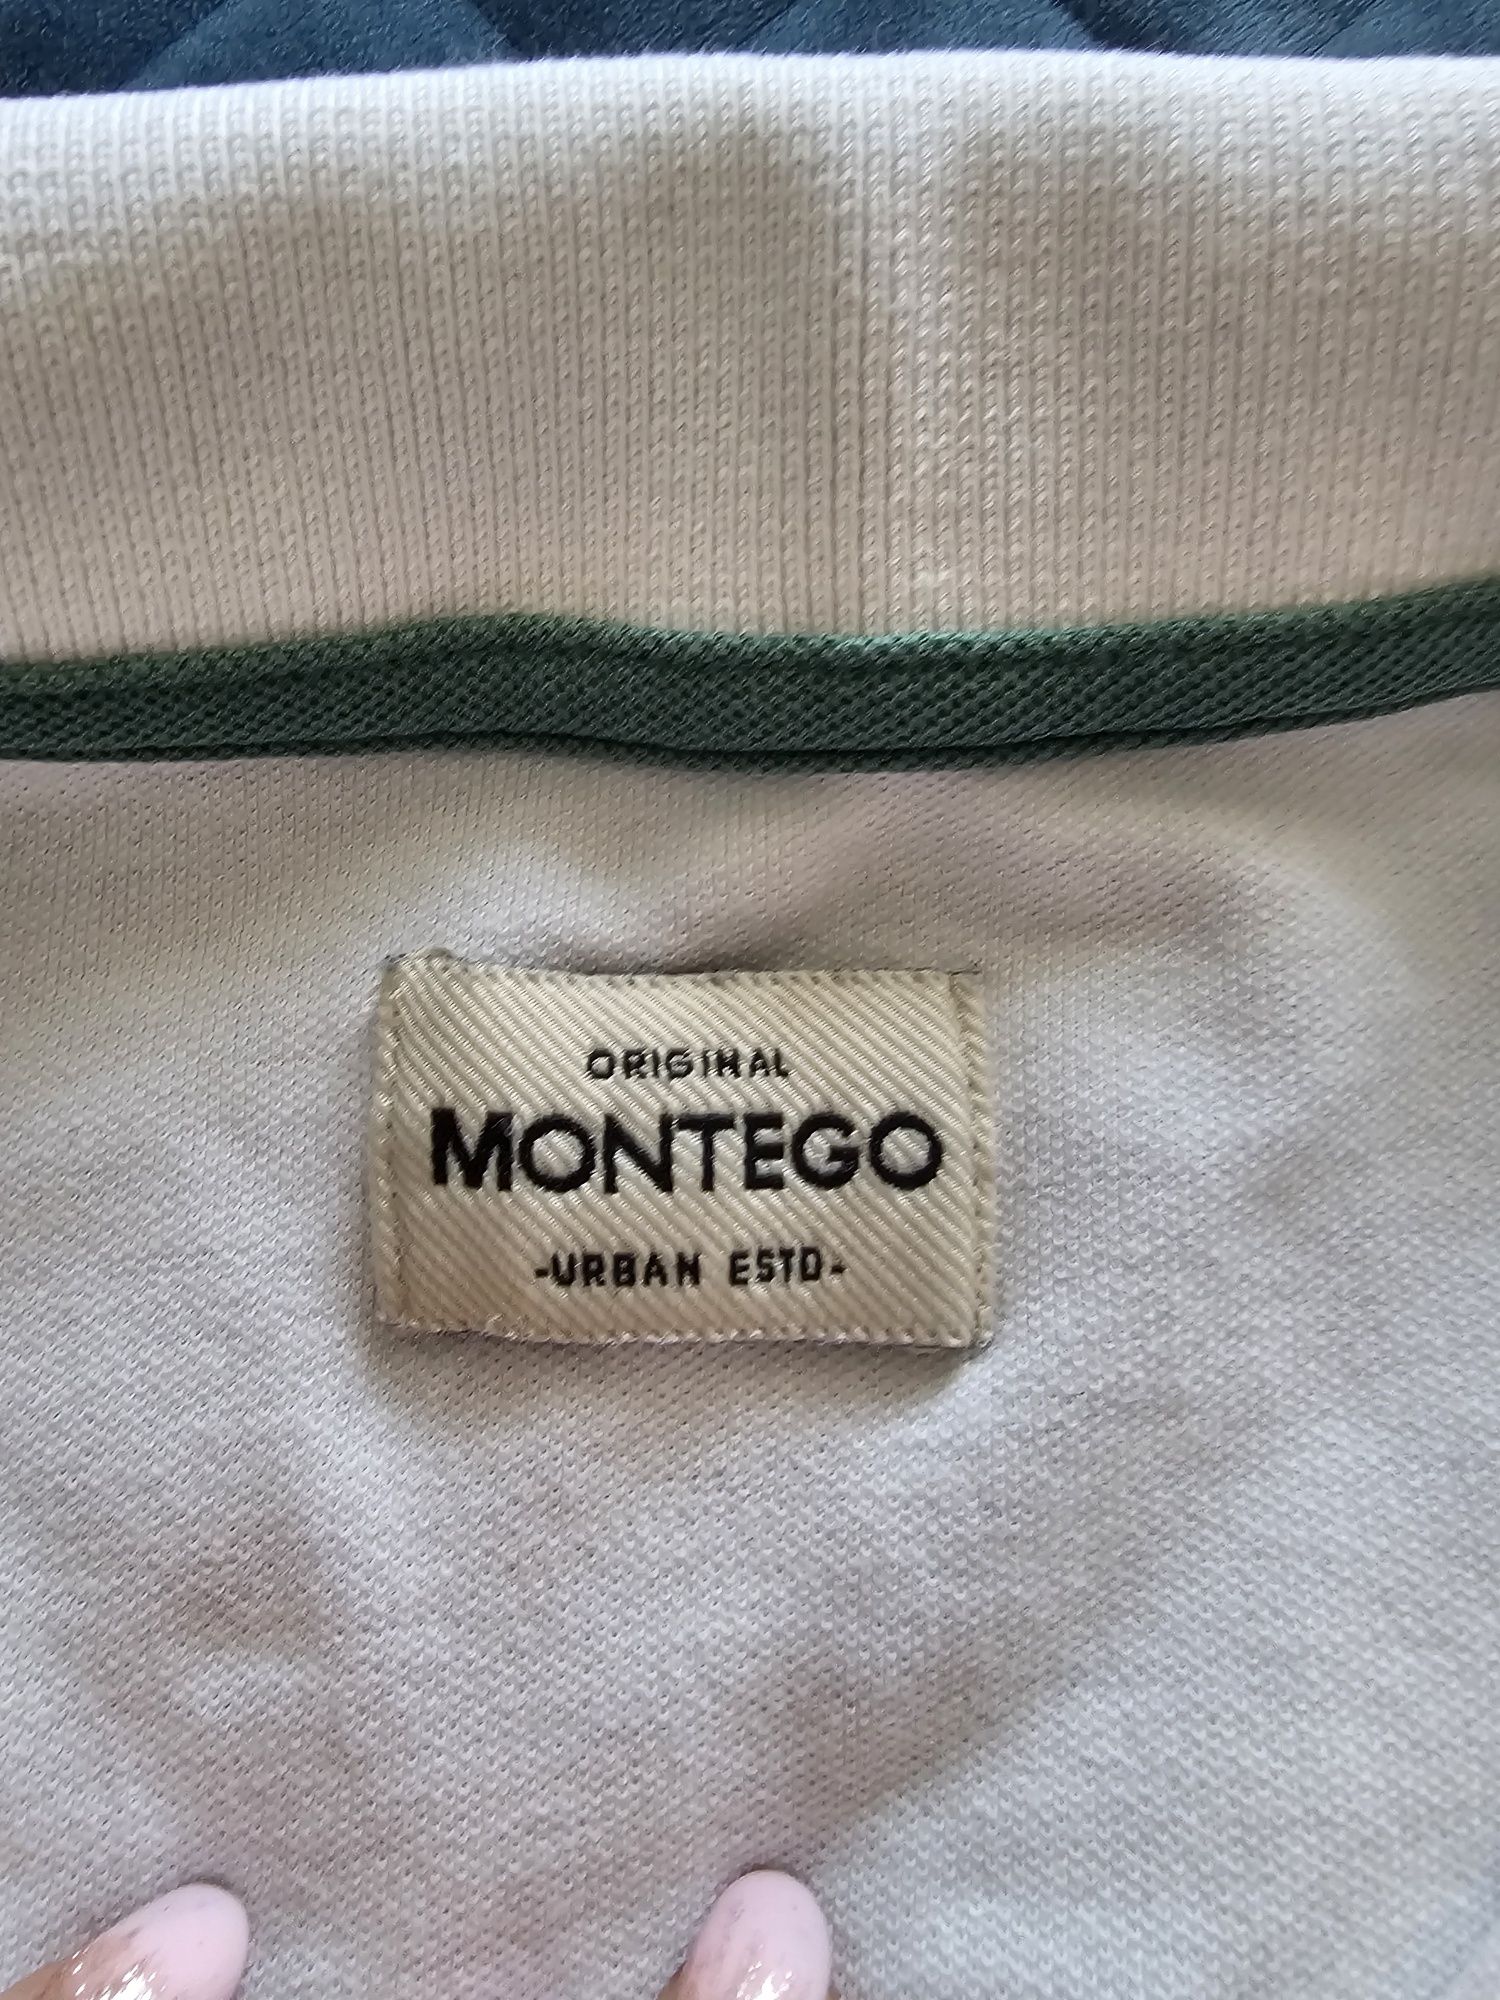 ORIGINAL
MONTEGO
-URBAN ESTD-